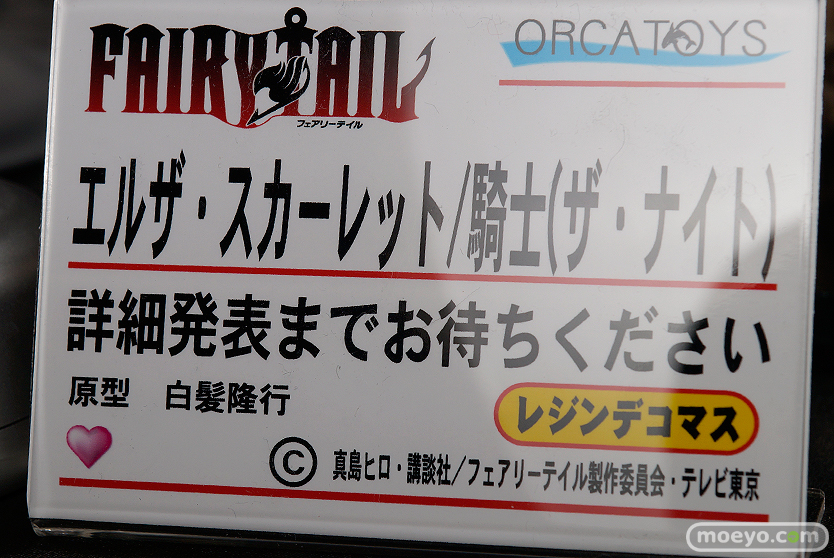 FAIRY TAIL
フェアリーテイル
ORCATOYS
エルザ・スカーレット/騎士(ザ・ナイト)
詳細発表までお待ちください
原型 白髪隆行
レジンデコマス
© 真島ヒロ・講談社／フェアリーテイル製作委員会・テレビ東京
moeyo.com